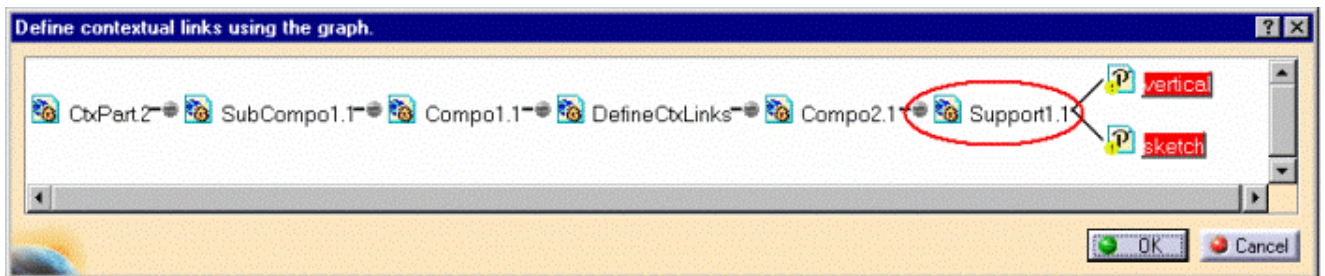 Define contextual links using the graph.
vertical
CtxPart.2 SubCompo1.1 Compo1.1 DefineCtxLinks Compo2.1 Support1.1
sketch
OK Cancel